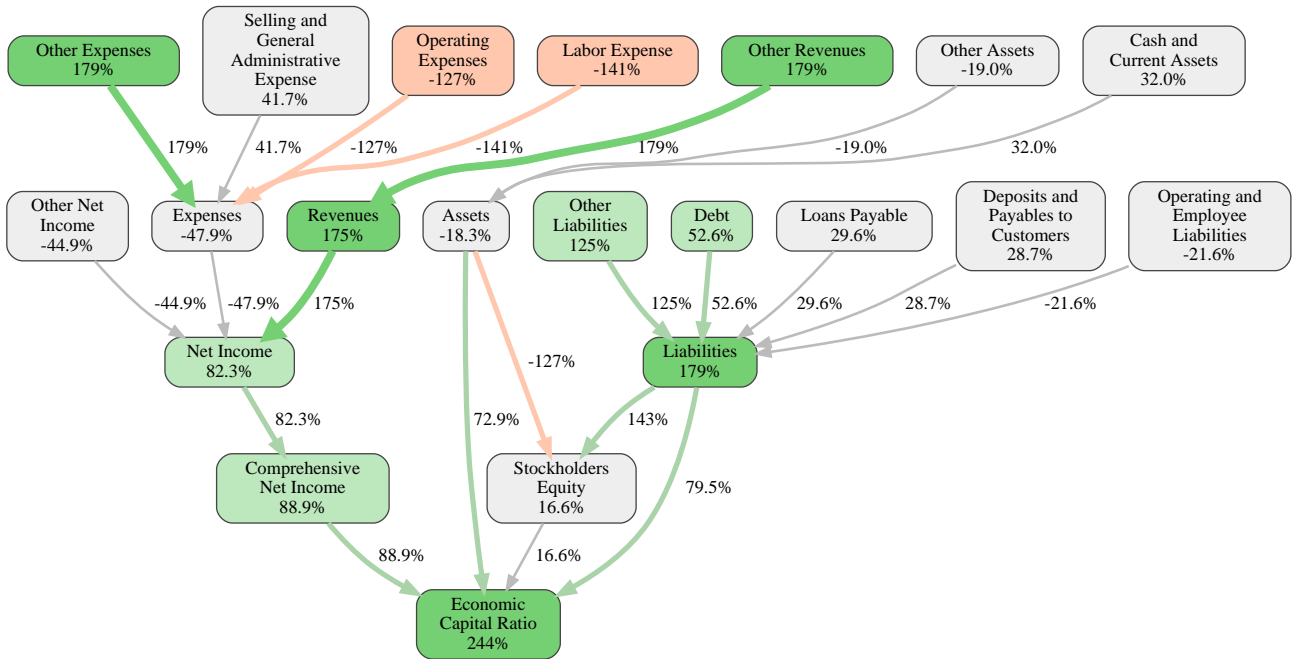 Other Expenses
179%
Selling and
General
Administrative
Expense
41.7%
Operating
Expenses
-127%
Labor Expense
-141%
Other Revenues
179%
Other Assets
-19.0%
Cash and
Current Assets
32.0%
179%
41.7%
-127%
-141%
179%
-19.0%
32.0%
Other Net
Income
-44.9%
Expenses
-47.9%
Revenues
175%
Assets
-18.3%
Other
Liabilities
125%
Debt
52.6%
Loans Payable
29.6%
Deposits and
Payables to
Customers
28.7%
Operating and
Employee
Liabilities
-21.6%
-44.9%
-47.9%
175%
125%
52.6%
29.6%
28.7%
-21.6%
Net Income
82.3%
-127%
Liabilities
179%
82.3%
72.9%
143%
79.5%
Comprehensive
Net Income
88.9%
Stockholders
Equity
16.6%
88.9%
16.6%
Economic
Capital Ratio
244%